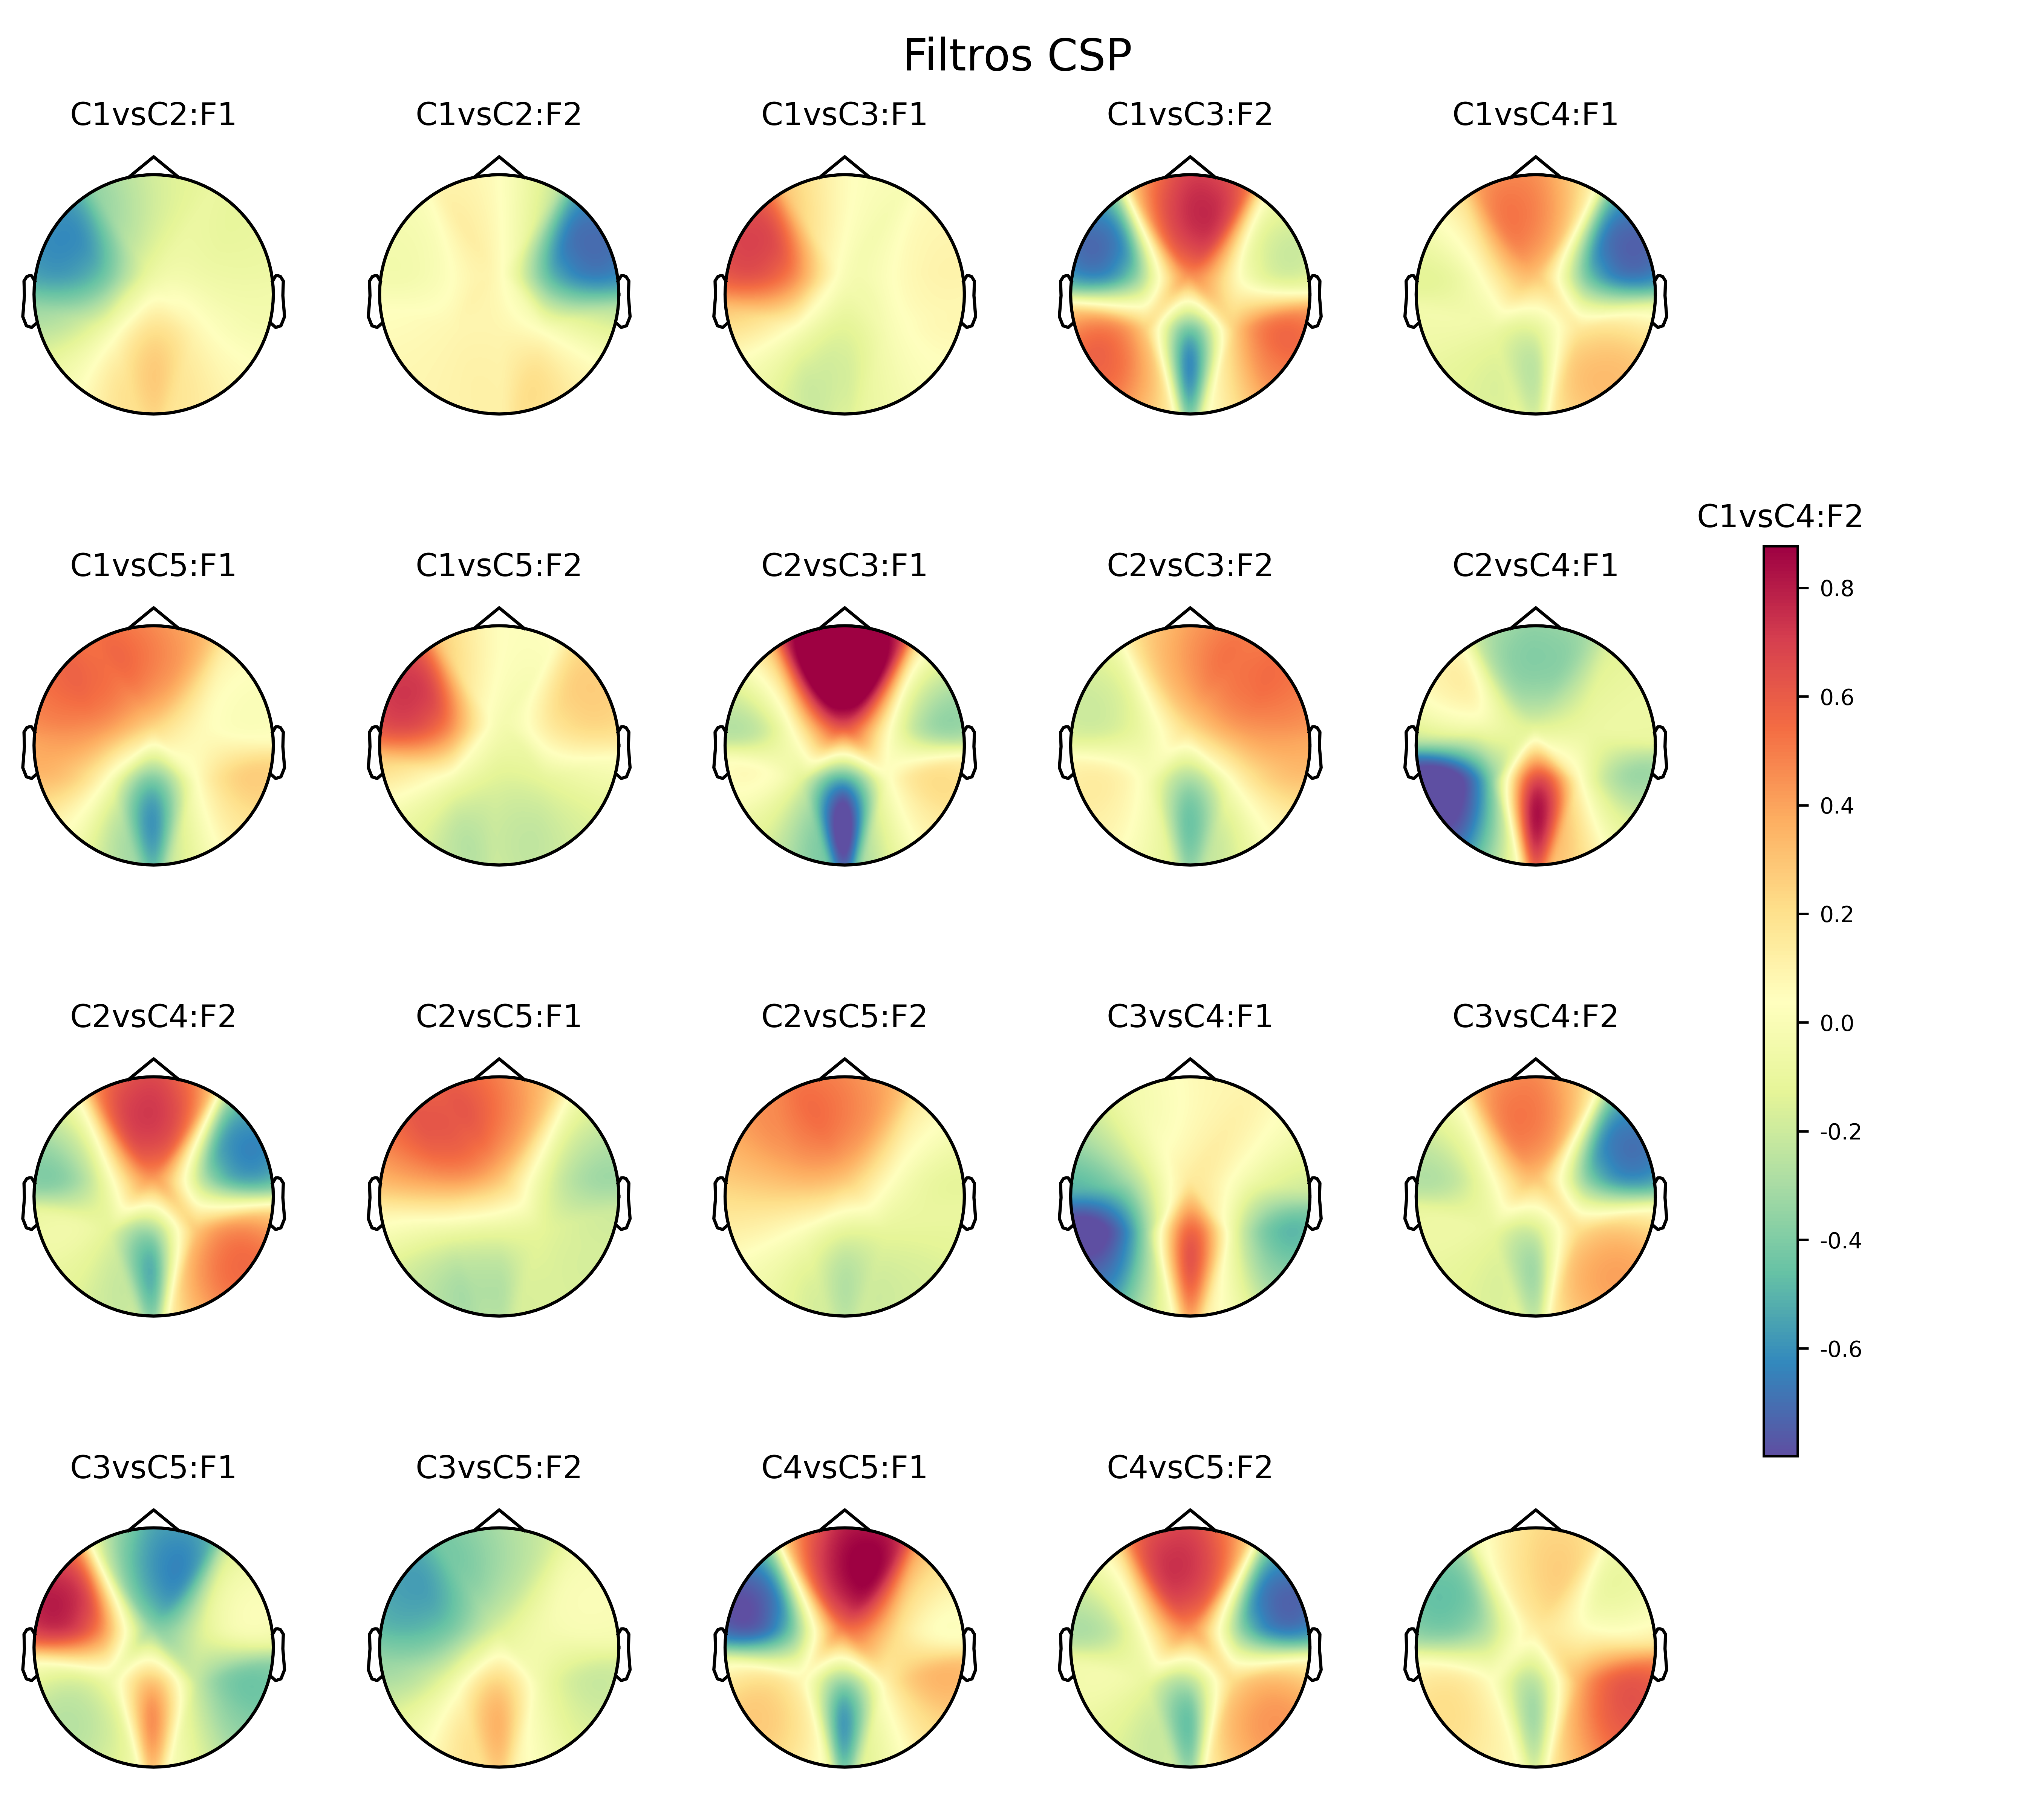 Filtros CSP
C1vsC2:F1
C1vsC2:F2
C1vsC3:F1
C1vsC3:F2
C1vsC4:F1
C1vsC4:F2
0.8
0.6
0.4
0.2
0.0
-0.2
-0.4
-0.6
C1vsC5:F1
C1vsC5:F2
C2vsC3:F1
C2vsC3:F2
C2vsC4:F1
C2vsC4:F2
C2vsC5:F1
C2vsC5:F2
C3vsC4:F1
C3vsC4:F2
C3vsC5:F1
C3vsC5:F2
C4vsC5:F1
C4vsC5:F2